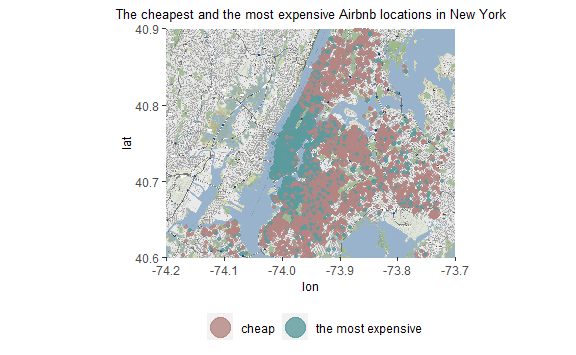 The cheapest and the most expensive Airbnb locations in New York
40.9
40.8
40.7
40.6
lat
-74.2 -74.1 -74.0 -73.9 -73.8 -73.7
lon
cheap the most expensive